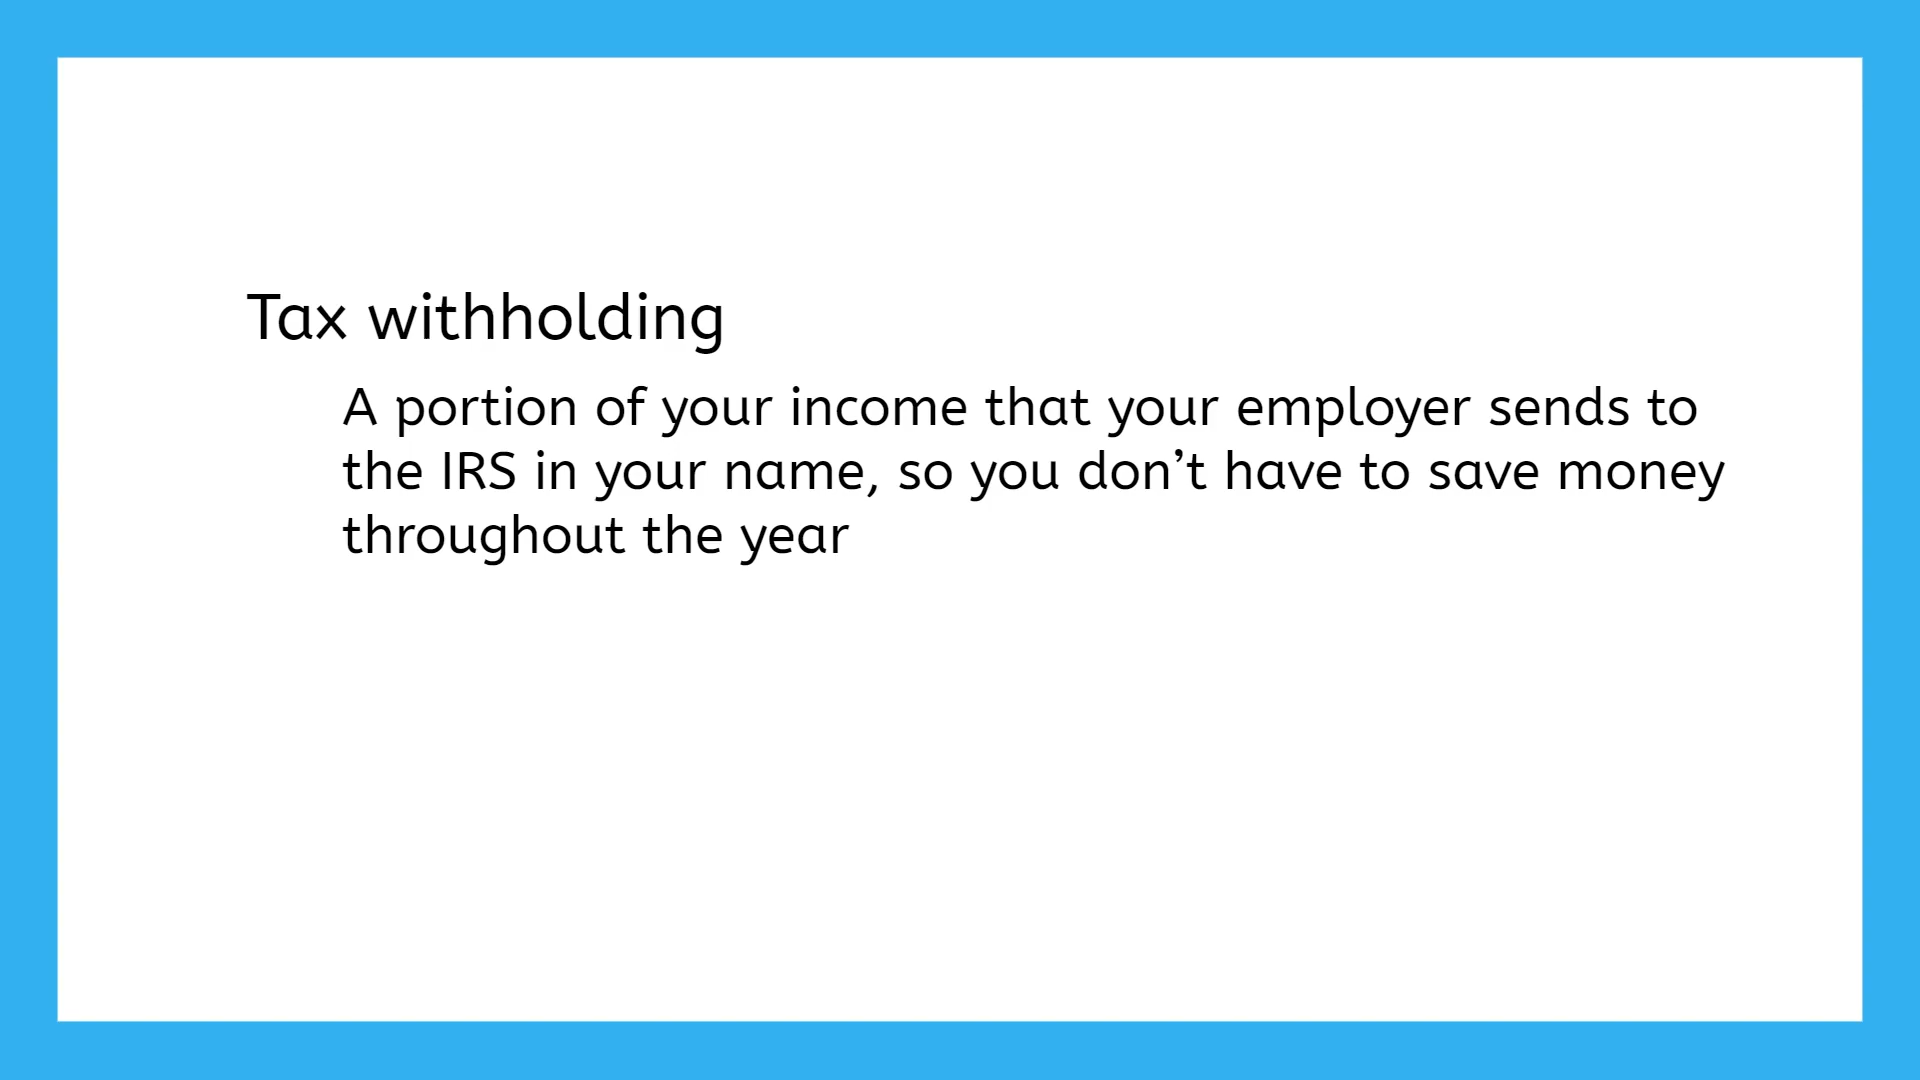 Tax withholding
A portion of your income that your employer sends to
the IRS in your name, so you don’t have to save money
throughout the year